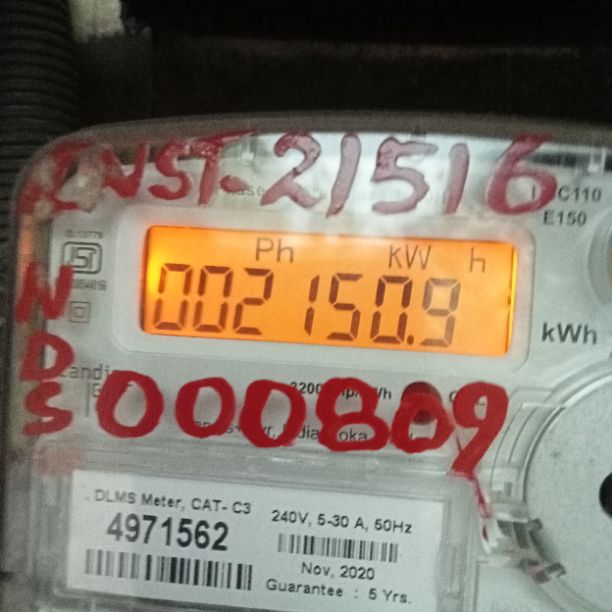 INST-21516
C110
E150
Ph kW h
002150.9
kWh
NDS
000809
DLMS Meter, CAT- C3
4971562
240V, 5-30 A, 50Hz
Nov, 2020
Guarantee : 5 Yrs.